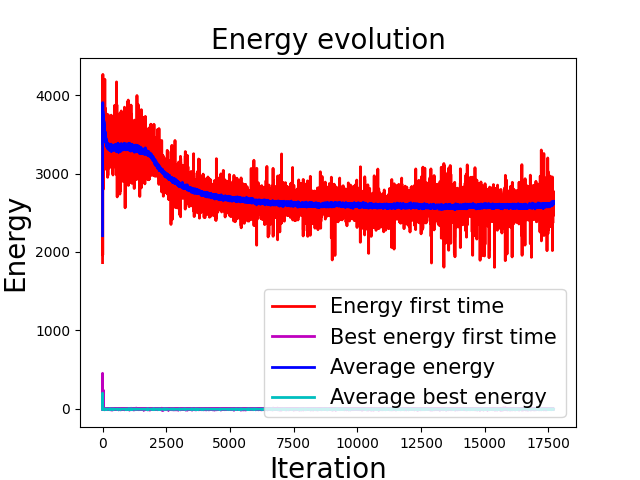 Energy evolution
Energy
4000
3000
2000
1000
0
Energy first time
Best energy first time
Average energy
Average best energy
0 2500 5000 7500 10000 12500 15000 17500
Iteration